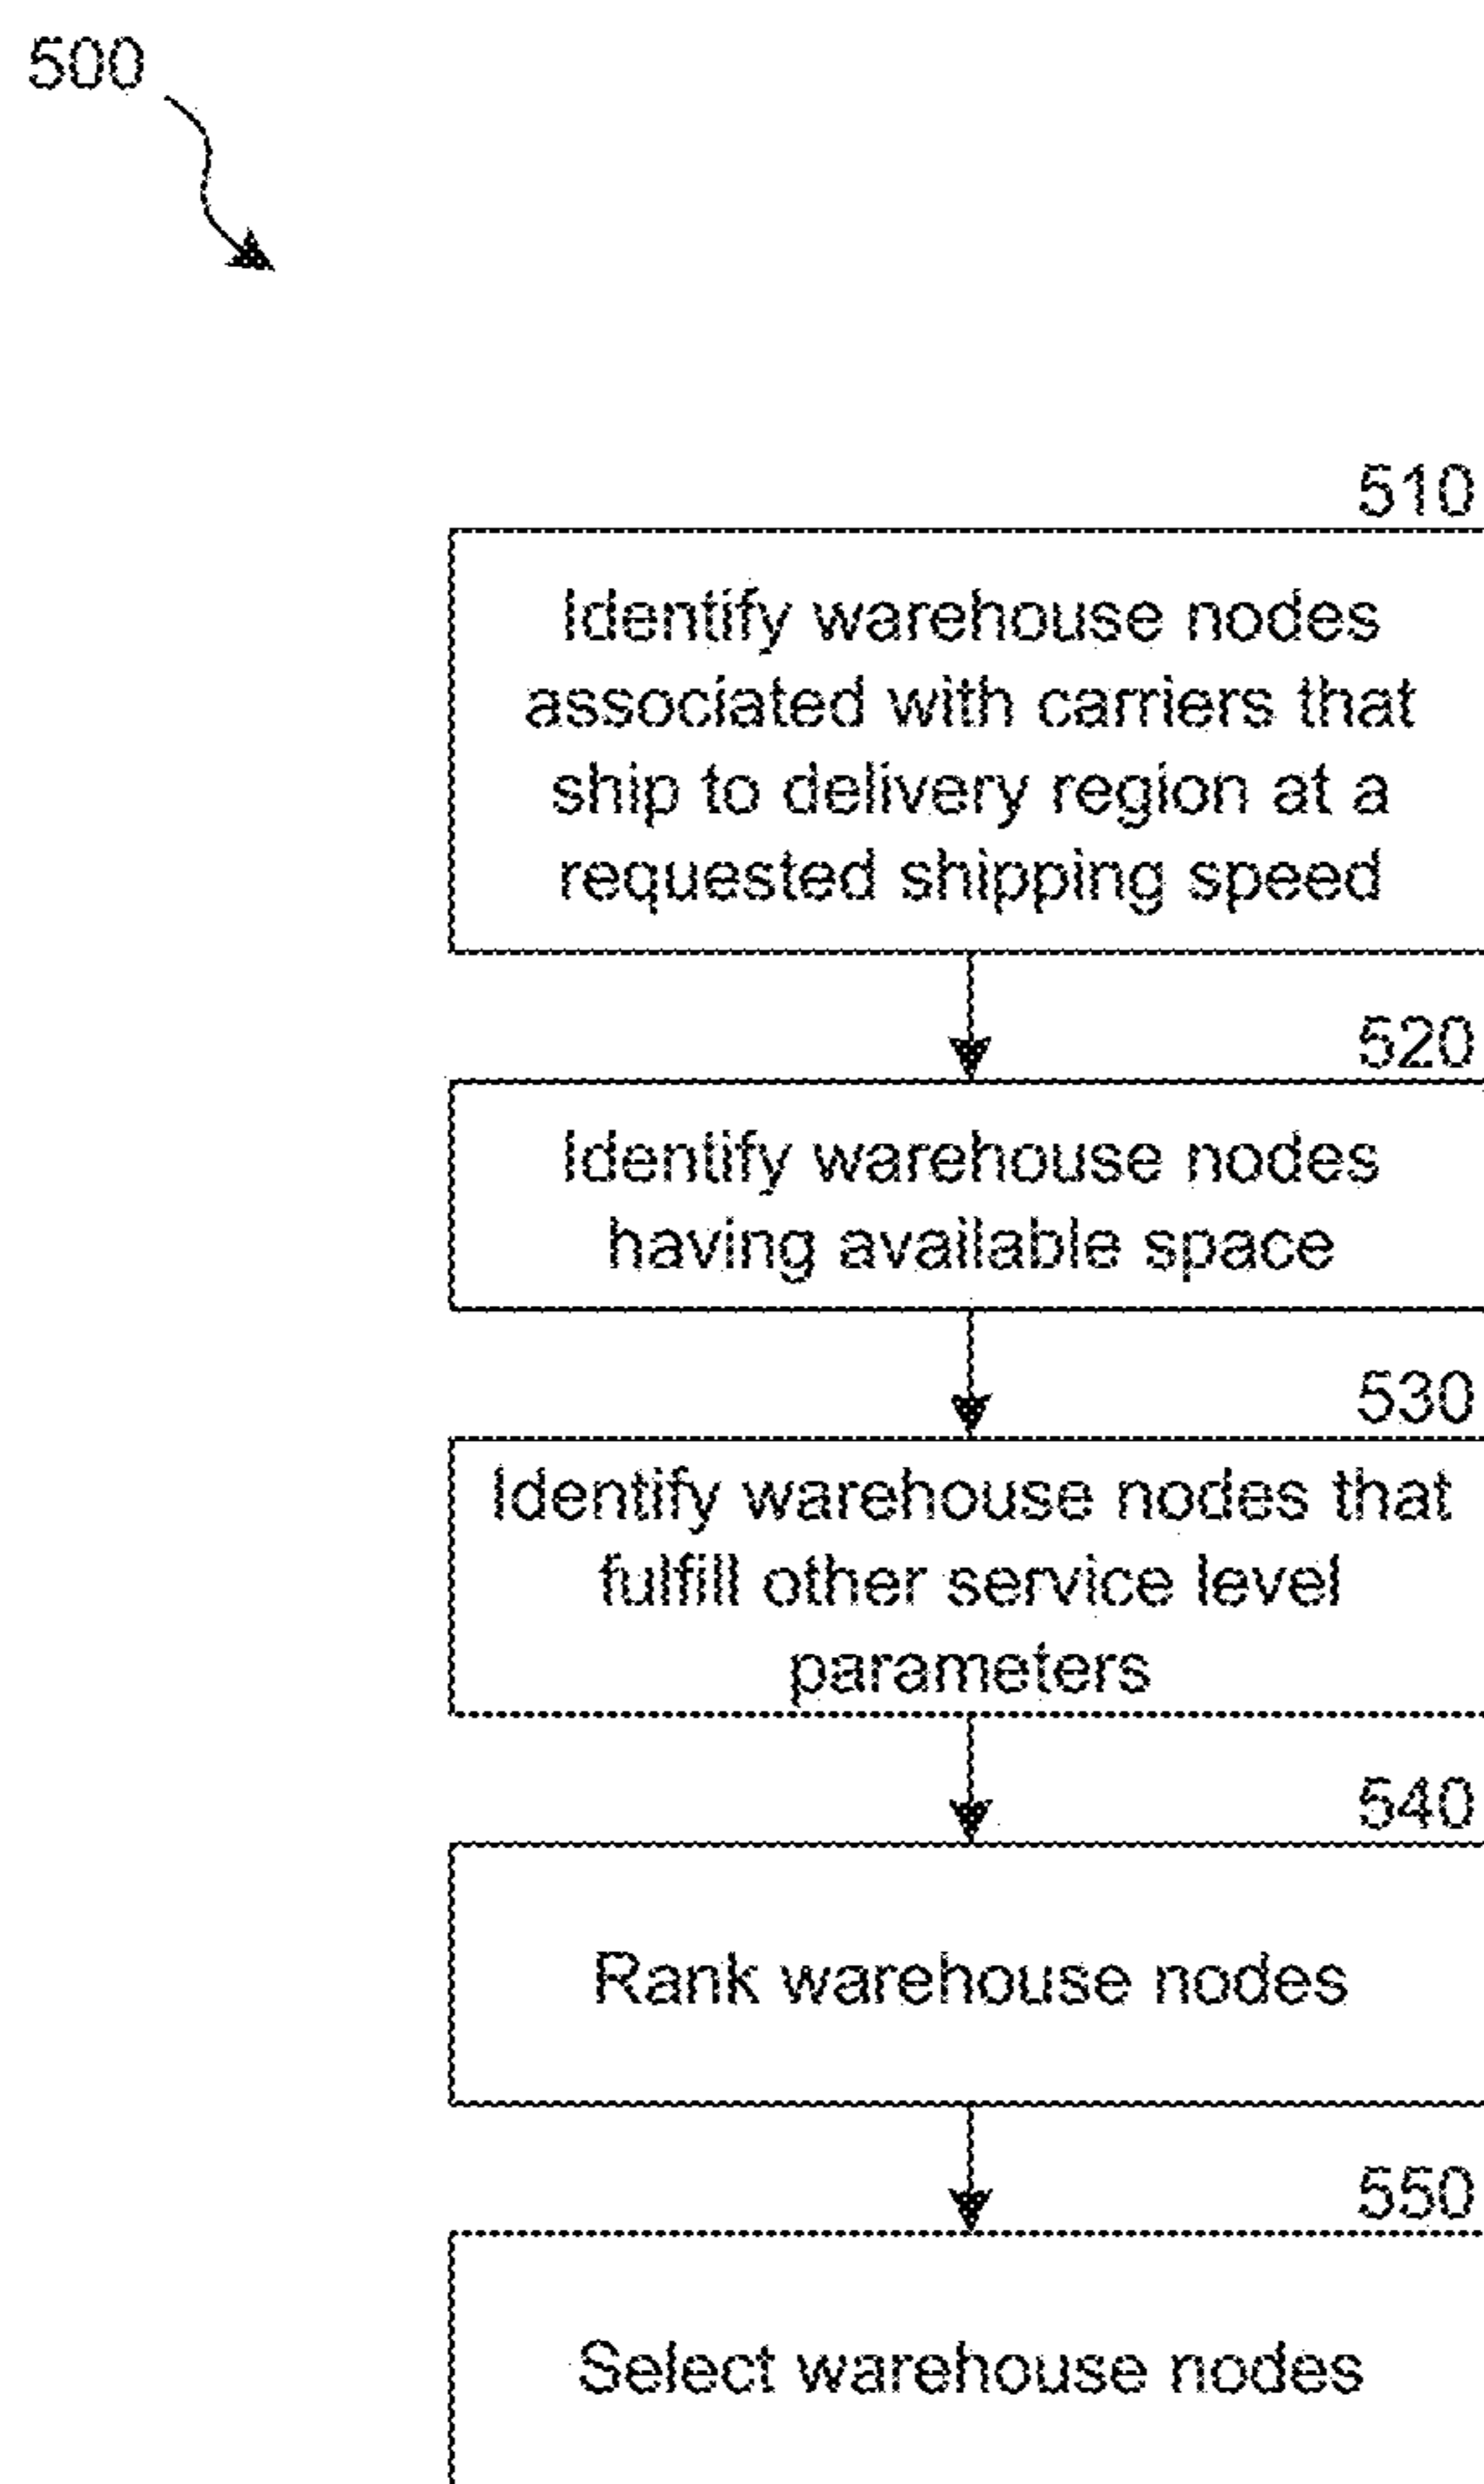 500
510
Identify warehouse nodes
associated with carriers that
ship to delivery region at a
requested shipping speed
520
Identify warehouse nodes
having available space
530
Identify warehouse nodes that
fulfill other service level
parameters
540
Rank warehouse nodes
550
Select warehouse nodes